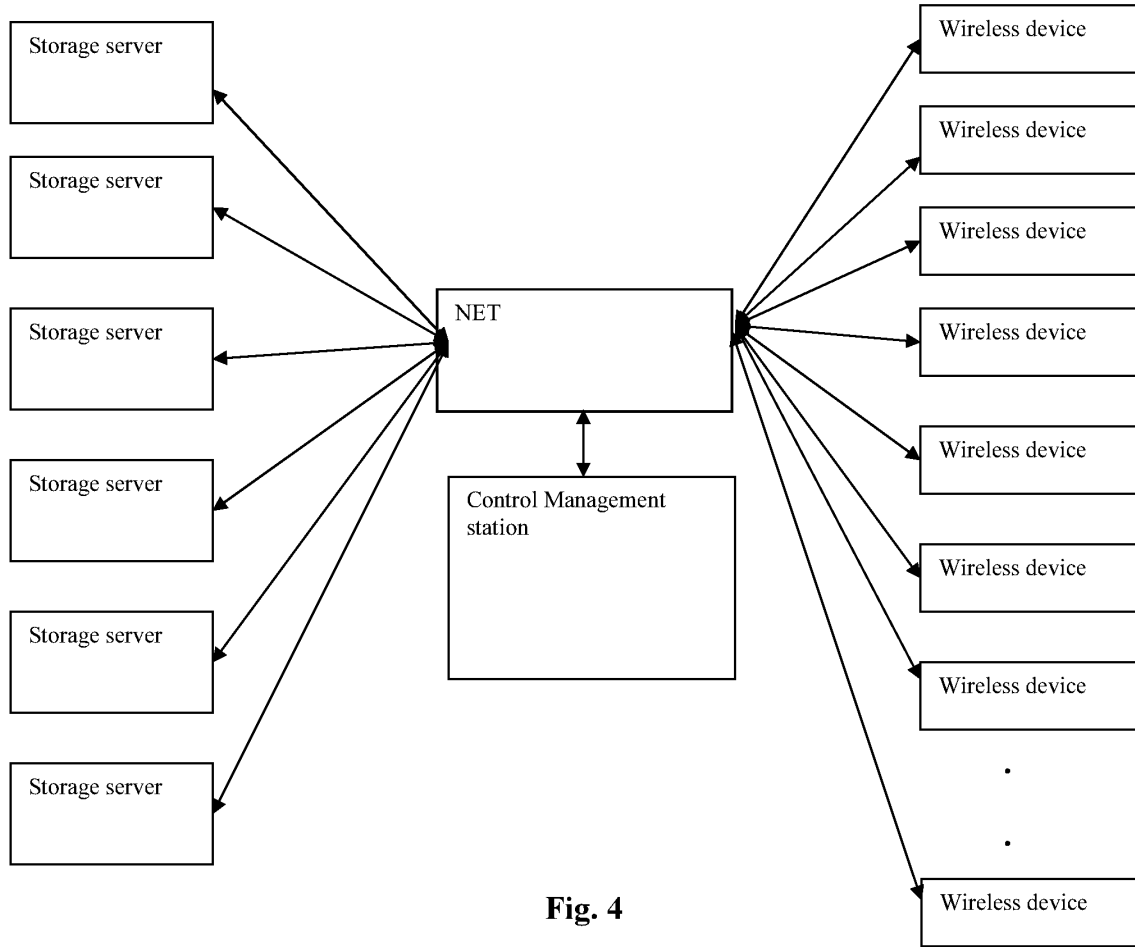 Storage server
Storage server
Storage server
Storage server
Storage server
Storage server
NET
Control Management
station
Wireless device
Wireless device
Wireless device
Wireless device
Wireless device
Wireless device
Wireless device
.
.
Wireless device
Fig. 4